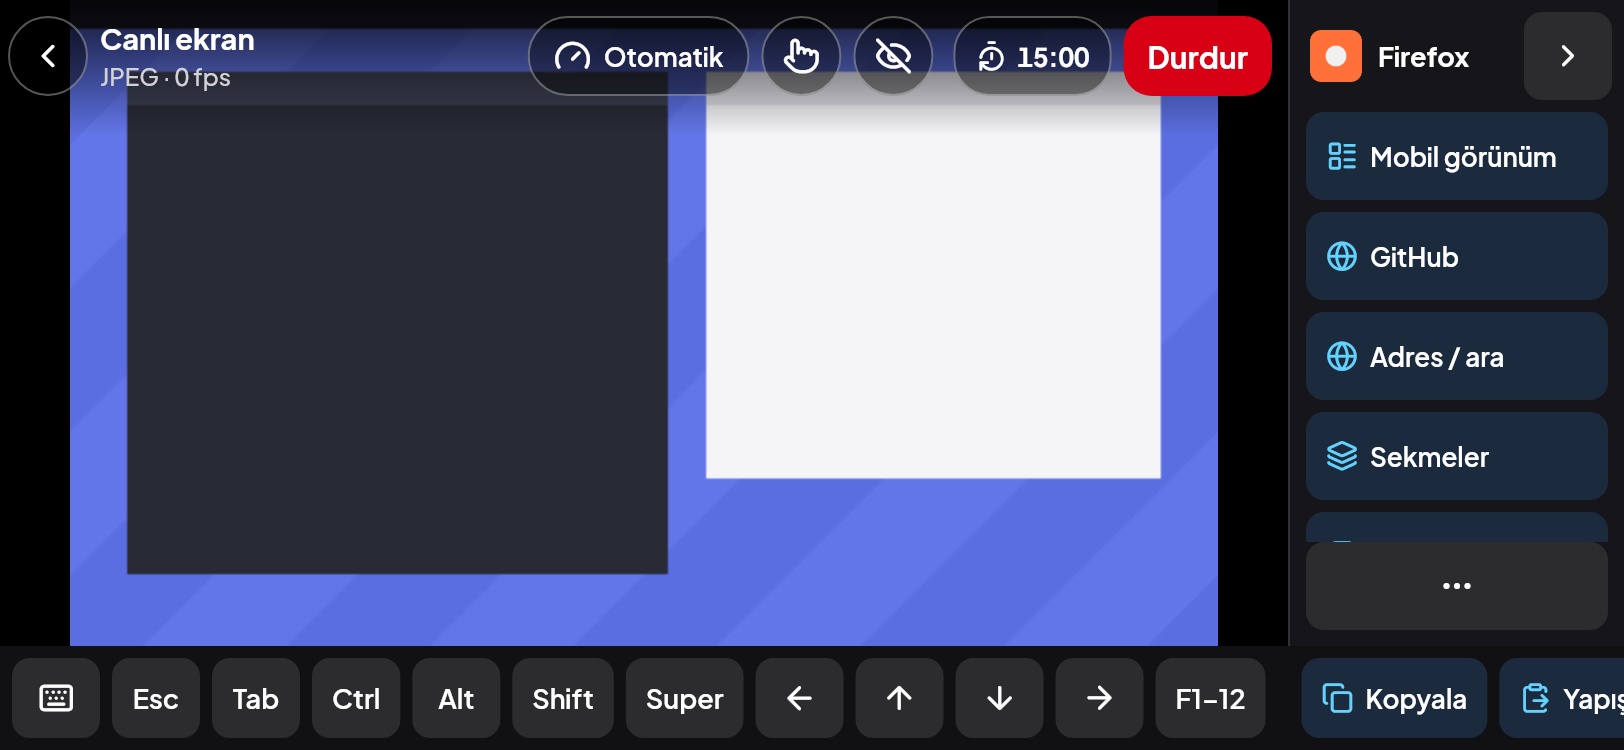 Canlı ekran
JPEG · 0 fps
Otomatik
15:00
Durdur
Firefox
Mobil görünüm
GitHub
Adres / ara
Sekmeler
Esc
Tab
Ctrl
Alt
Shift
Super
F1–12
Kopyala